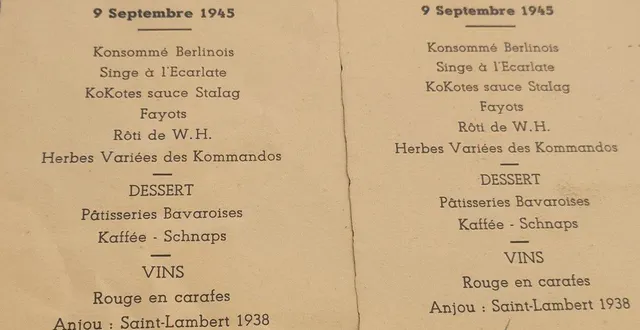 9 Septembre 1945
Konsommé Berlinois
Singe à l'Ecarlate
KoKotes sauce Stalag
Fayots
Rôti de W.H.
Herbes Variées des Kommandos
DESSERT
Pâtisseries Bavaroises
Kaffée - Schnaps
VINS
Rouge en carafes
Anjou : Saint-Lambert 1938
9 Septembre 1945
Konsommé Berlinois
Singe à l'Ecarlate
KoKotes sauce Stalag
Fayots
Rôti de W.H.
Herbes Variées des Kommandos
DESSERT
Pâtisseries Bavaroises
Kaffée - Schnaps
VINS
Rouge en carafes
Anjou : Saint-Lambert 1938